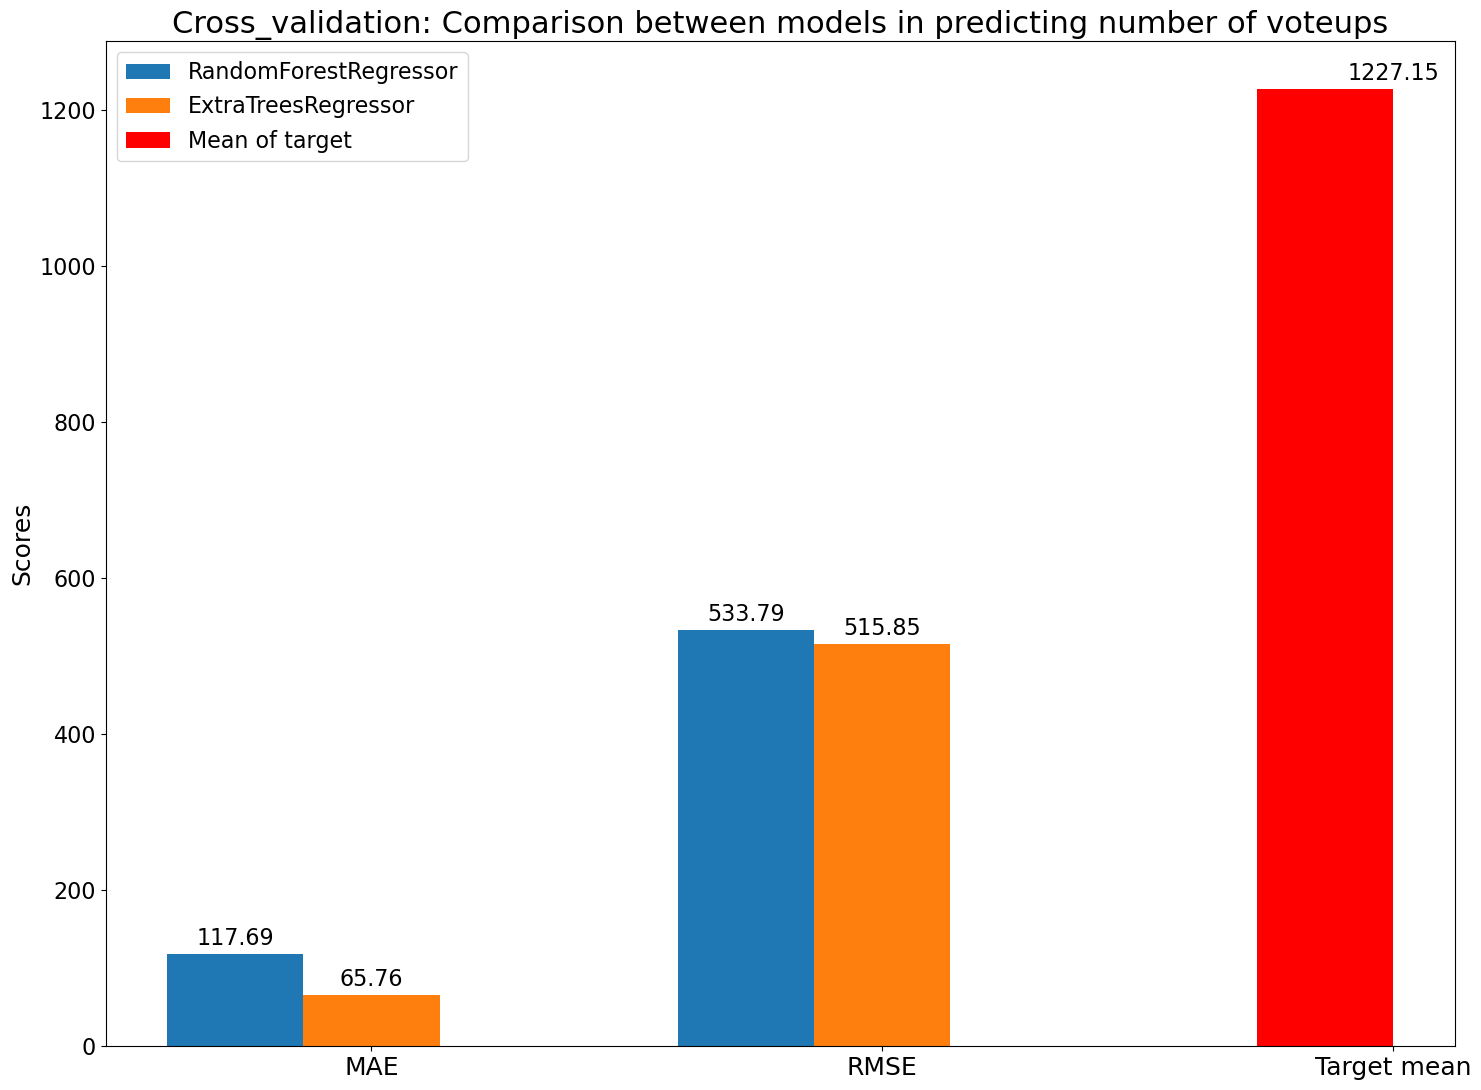 Cross_validation: Comparison between models in predicting number of voteups
RandomForestRegressor
ExtraTreesRegressor
Mean of target
1227.15
1200
1000
800
600
400
200
0
Scores
533.79
515.85
117.69
65.76
MAE
RMSE
Target mean